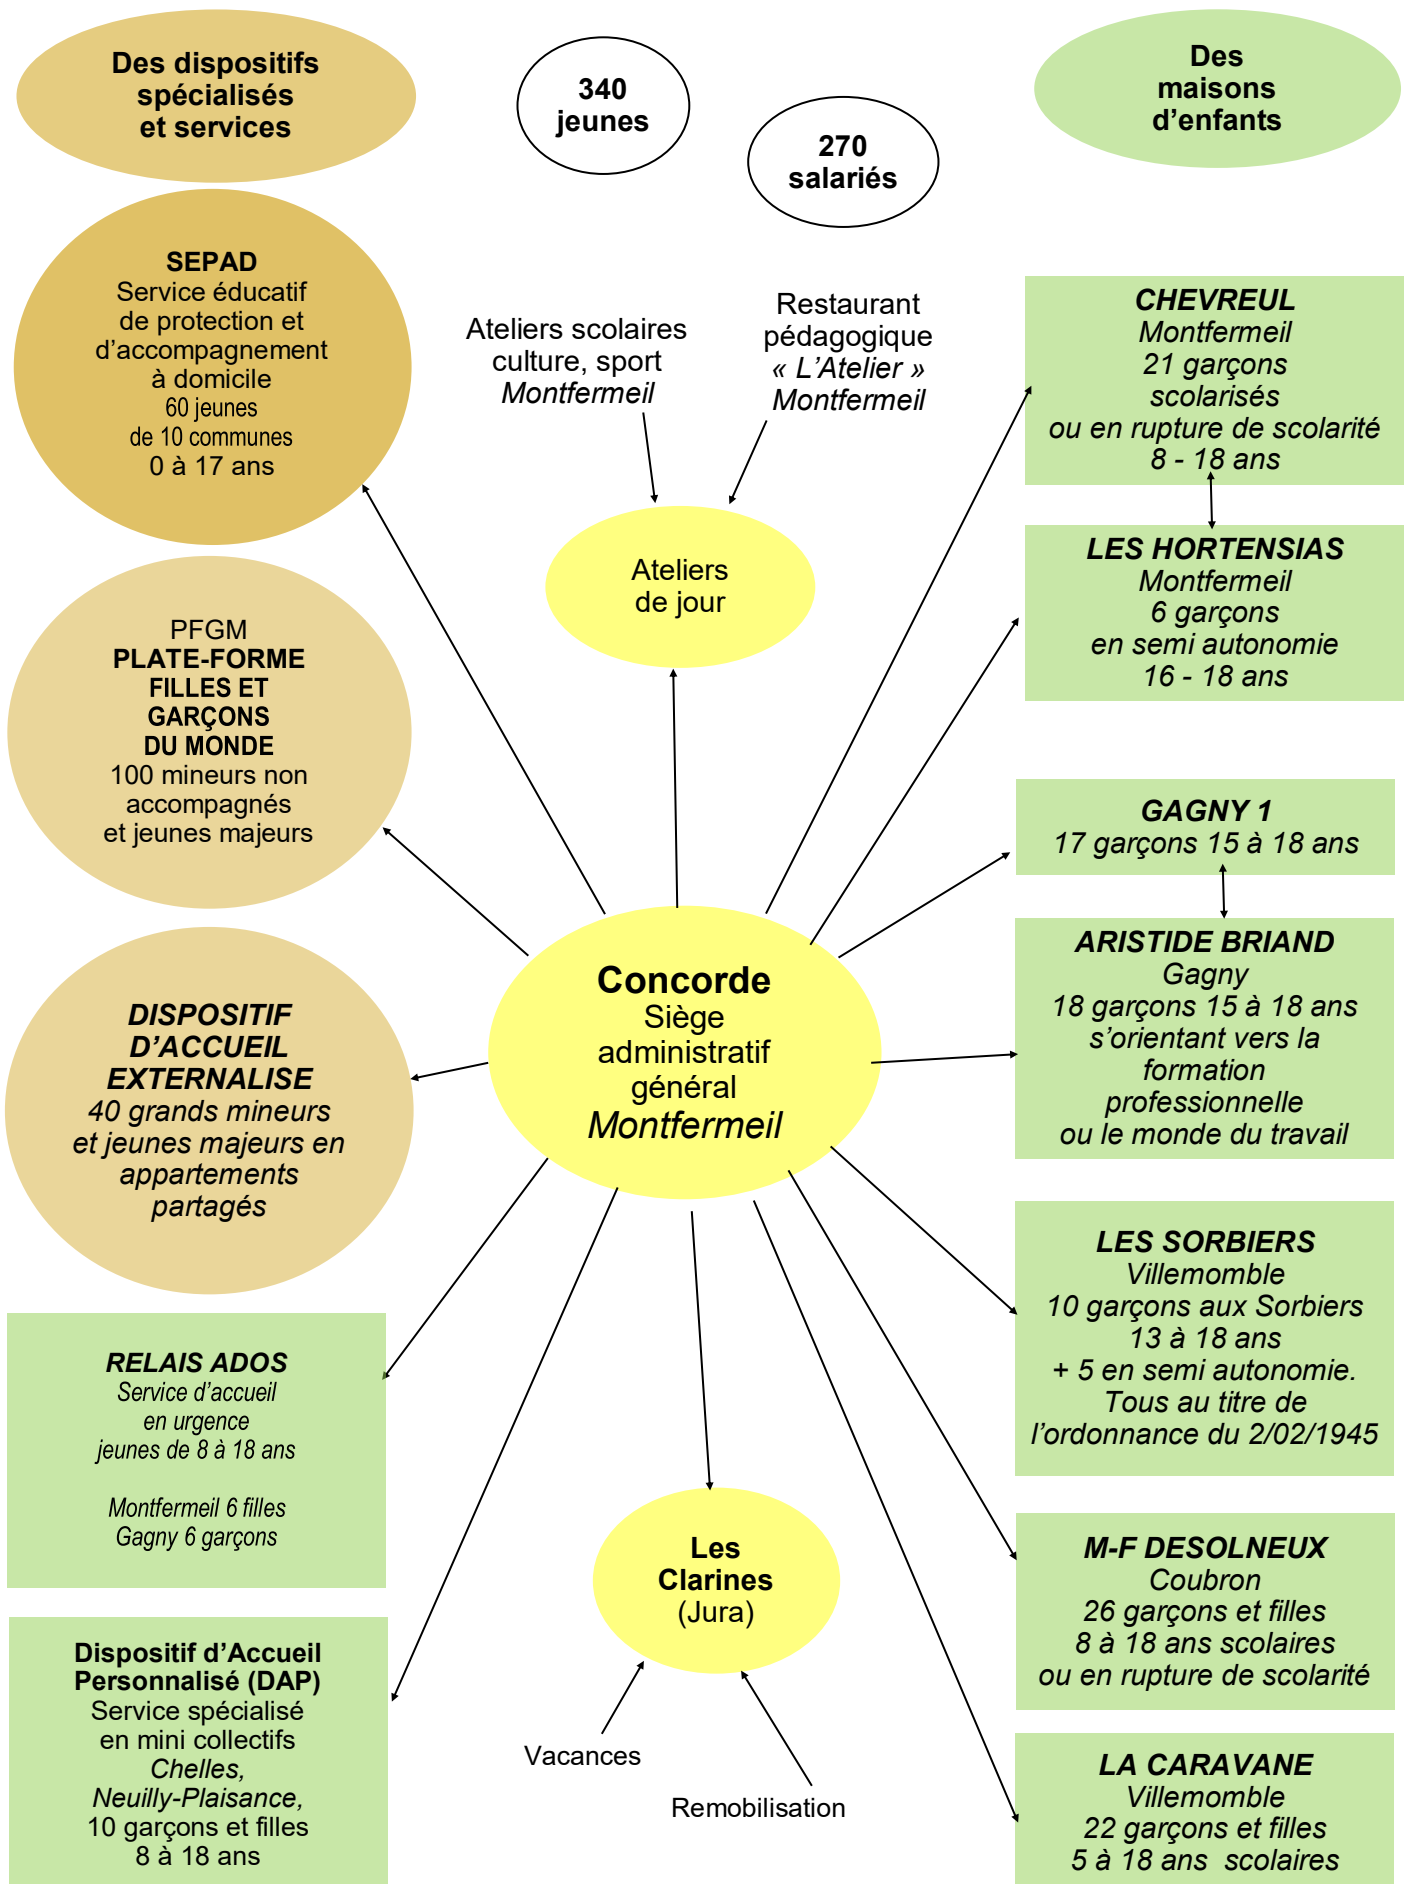 Des dispositifs
spécialisés
et services
340
jeunes
270
salariés
Des
maisons
d’enfants
SEPAD
Service éducatif
de protection et
d’accompagnement
à domicile
60 jeunes
de 10 communes
0 à 17 ans
Ateliers scolaires
culture, sport
Montfermeil
Restaurant
pédagogique
« L’Atelier »
Montfermeil
CHEVREUL
Montfermeil
21 garçons
scolarisés
ou en rupture de scolarité
8 - 18 ans
Ateliers
de jour
LES HORTENSIAS
Montfermeil
6 garçons
en semi autonomie
16 - 18 ans
PFGM
PLATE-FORME
FILLES ET
GARÇONS
DU MONDE
100 mineurs non
accompagnés
et jeunes majeurs
GAGNY 1
17 garçons 15 à 18 ans
Concorde
Siège
administratif
général
Montfermeil
ARISTIDE BRIAND
Gagny
18 garçons 15 à 18 ans
s’orientant vers la
formation
professionnelle
ou le monde du travail
DISPOSITIF
D’ACCUEIL
EXTERNALISE
40 grands mineurs
et jeunes majeurs en
appartements
partagés
LES SORBIERS
Villemomble
10 garçons aux Sorbiers
13 à 18 ans
+ 5 en semi autonomie.
Tous au titre de
l’ordonnance du 2/02/1945
RELAIS ADOS
Service d’accueil
en urgence
jeunes de 8 à 18 ans
Montfermeil 6 filles
Gagny 6 garçons
Les
Clarines
(Jura)
M-F DESOLNEUX
Coubron
26 garçons et filles
8 à 18 ans scolaires
ou en rupture de scolarité
Dispositif d’Accueil
Personnalisé (DAP)
Service spécialisé
en mini collectifs
Chelles,
Neuilly-Plaisance,
10 garçons et filles
8 à 18 ans
Vacances
Remobilisation
LA CARAVANE
Villemomble
22 garçons et filles
5 à 18 ans scolaires